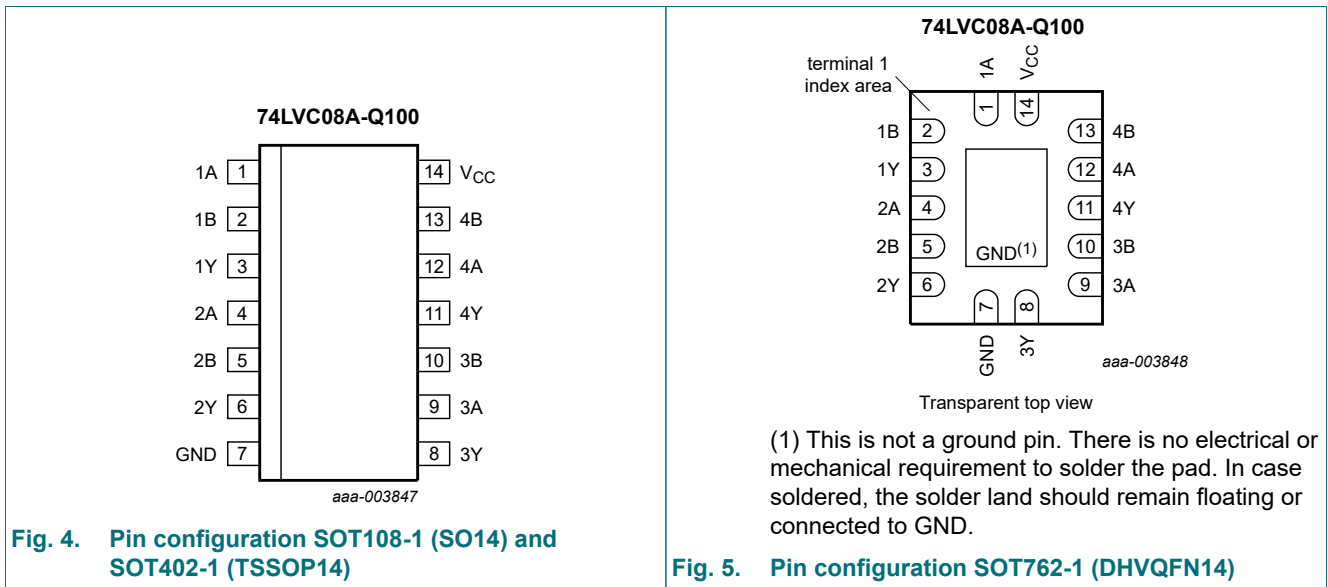 74LVC08A-Q100
1A 1
1B 2
1Y 3
2A 4
2B 5
2Y 6
GND 7
14 VCC
13 4B
12 4A
11 4Y
10 3B
9 3A
8 3Y
aaa-003847
Fig. 4. Pin configuration SOT108-1 (SO14) and
SOT402-1 (TSSOP14)
74LVC08A-Q100
terminal 1
index area
1A
VCC
1
14
1B 2
1Y 3
2A 4
2B 5
2Y 6
13 4B
12 4A
11 4Y
10 3B
9 3A
GND(1)
7
8
GND
3Y
aaa-003848
Transparent top view
(1) This is not a ground pin. There is no electrical or
mechanical requirement to solder the pad. In case
soldered, the solder land should remain floating or
connected to GND.
Fig. 5. Pin configuration SOT762-1 (DHVQFN14)